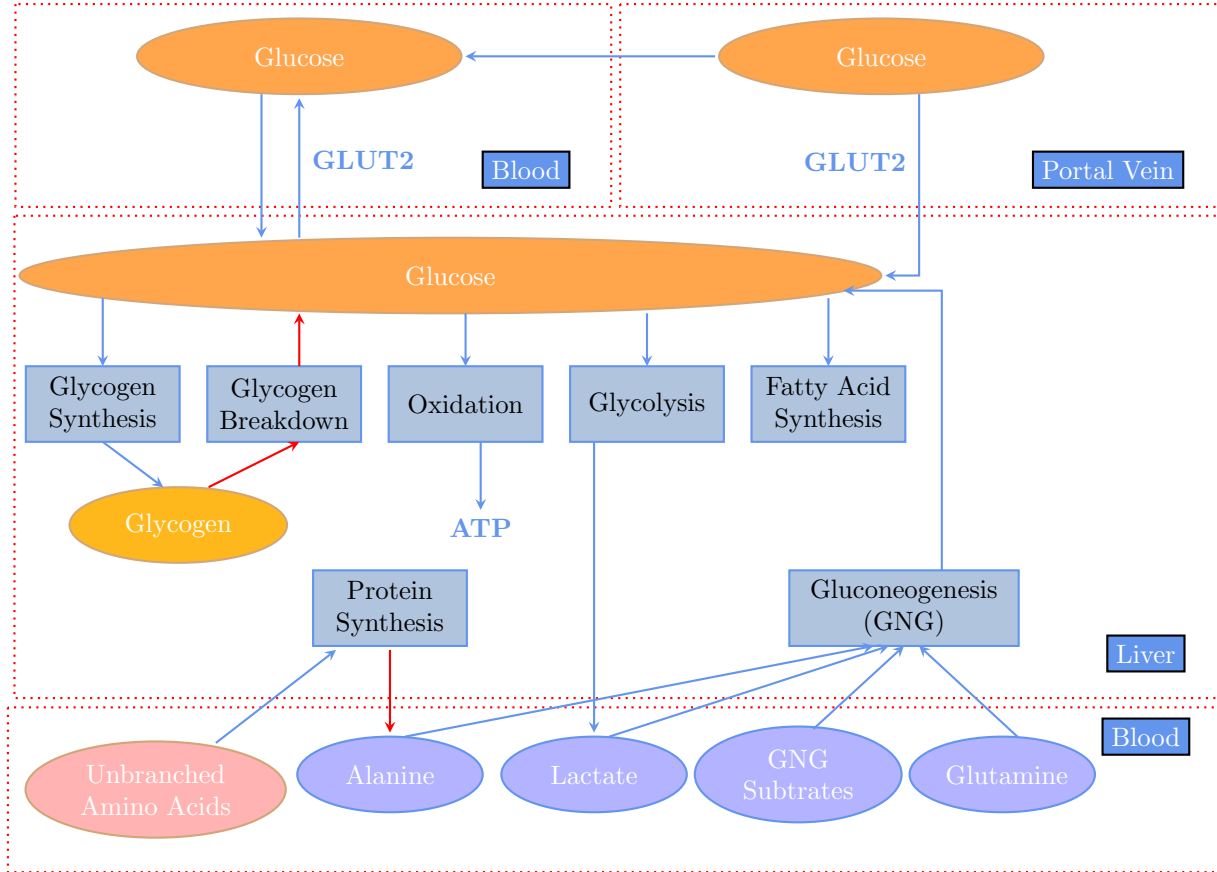 Glucose
Glucose
GLUT2
GLUT2
Blood
Portal Vein
Glucose
Glycogen
Synthesis
Glycogen
Breakdown
Oxidation
Glycolysis
Fatty Acid
Synthesis
Glycogen
ATP
Protein
Synthesis
Gluconeogenesis
(GNG)
Liver
Blood
Unbranched
Amino Acids
Alanine
Lactate
GNG
Subtrates
Glutamine